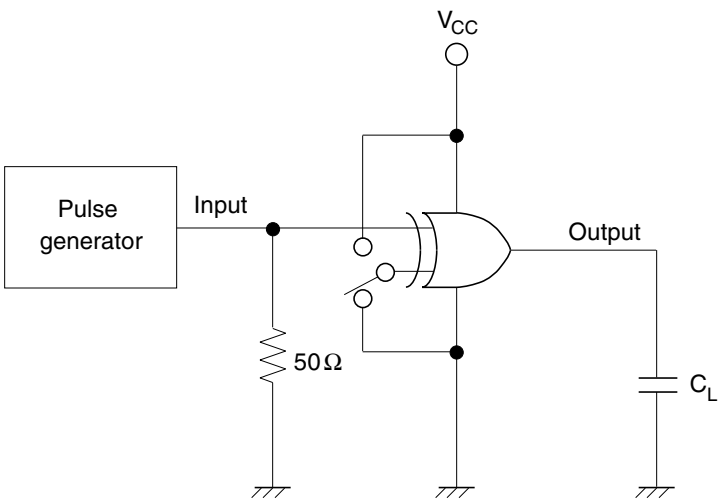 VCC
Pulse
generator
Input
Output
50Ω
CL